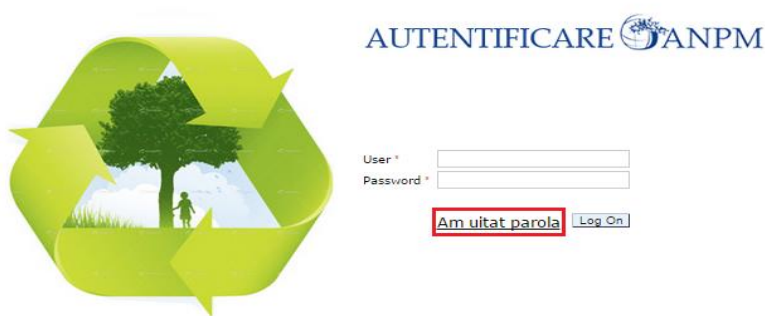 AUTENTIFICARE ANPM
User *
Password *
Am uitat parola Log On